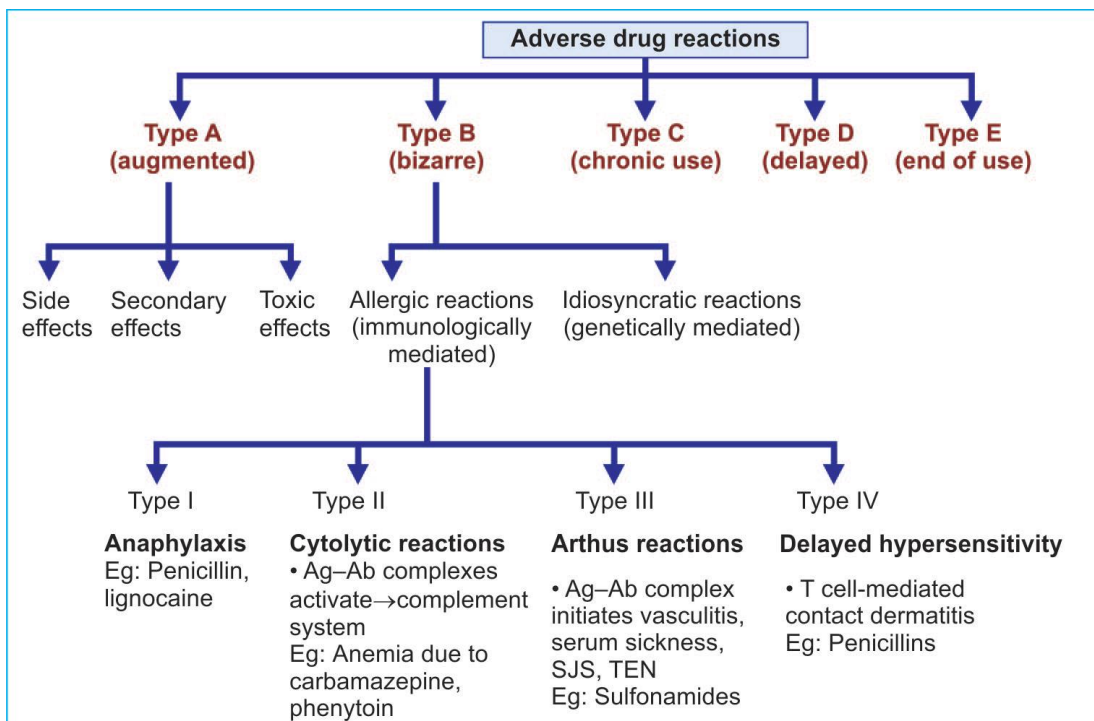 Adverse drug reactions
Type A
(augmented)
Type B
(bizarre)
Type C
(chronic use)
Type D
(delayed)
Type E
(end of use)
Side
effects
Secondary
effects
Toxic
effects
Allergic reactions
(immunologically
mediated)
Idiosyncratic reactions
(genetically mediated)
Type I
Anaphylaxis
Eg: Penicillin,
lignocaine
Type II
Cytolytic reactions
• Ag–Ab complexes
activate→complement
system
Eg: Anemia due to
carbamazepine,
phenytoin
Type III
Arthus reactions
• Ag–Ab complex
initiates vasculitis,
serum sickness,
SJS, TEN
Eg: Sulfonamides
Type IV
Delayed hypersensitivity
• T cell-mediated
contact dermatitis
Eg: Penicillins